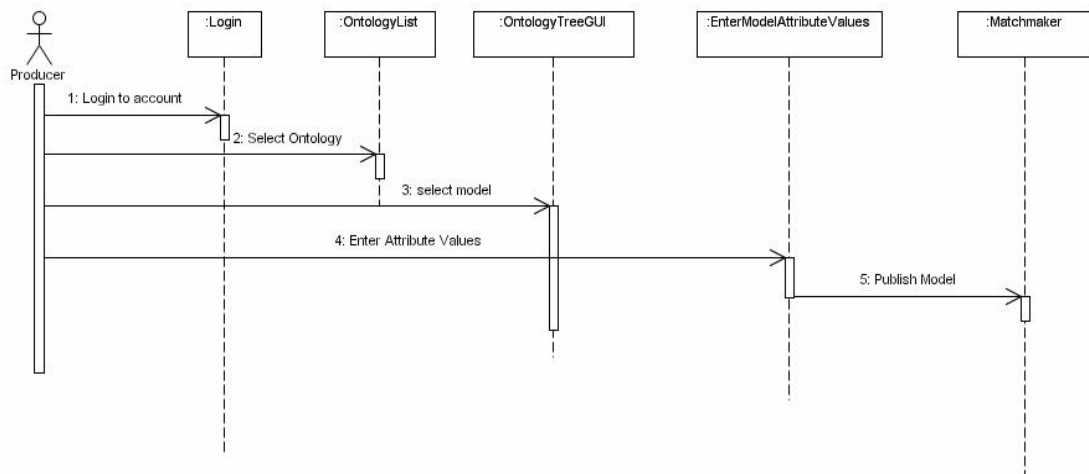 :Login
:OntologyList
:OntologyTreeGUI
:EnterModelAttributeValues
:Matchmaker
Producer
1: Login to account
2: Select Ontology
3: select model
4: Enter Attribute Values
5: Publish Model